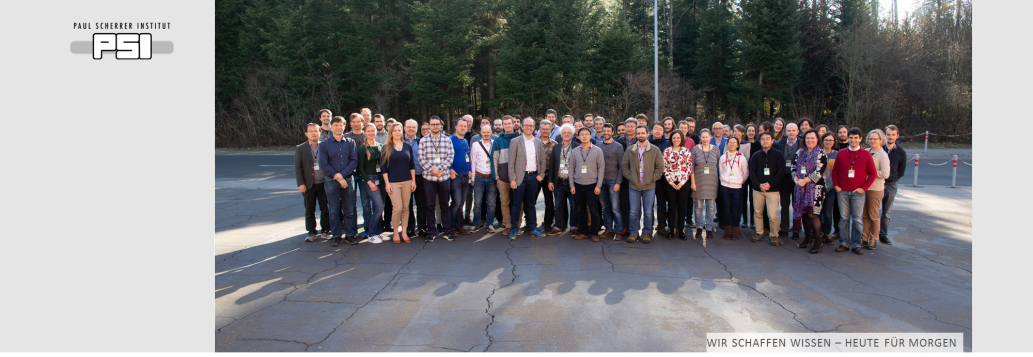 PAUL SCHERRER INSTITUT
PSI
WIR SCHAFFEN WISSEN – HEUTE FÜR MORGEN